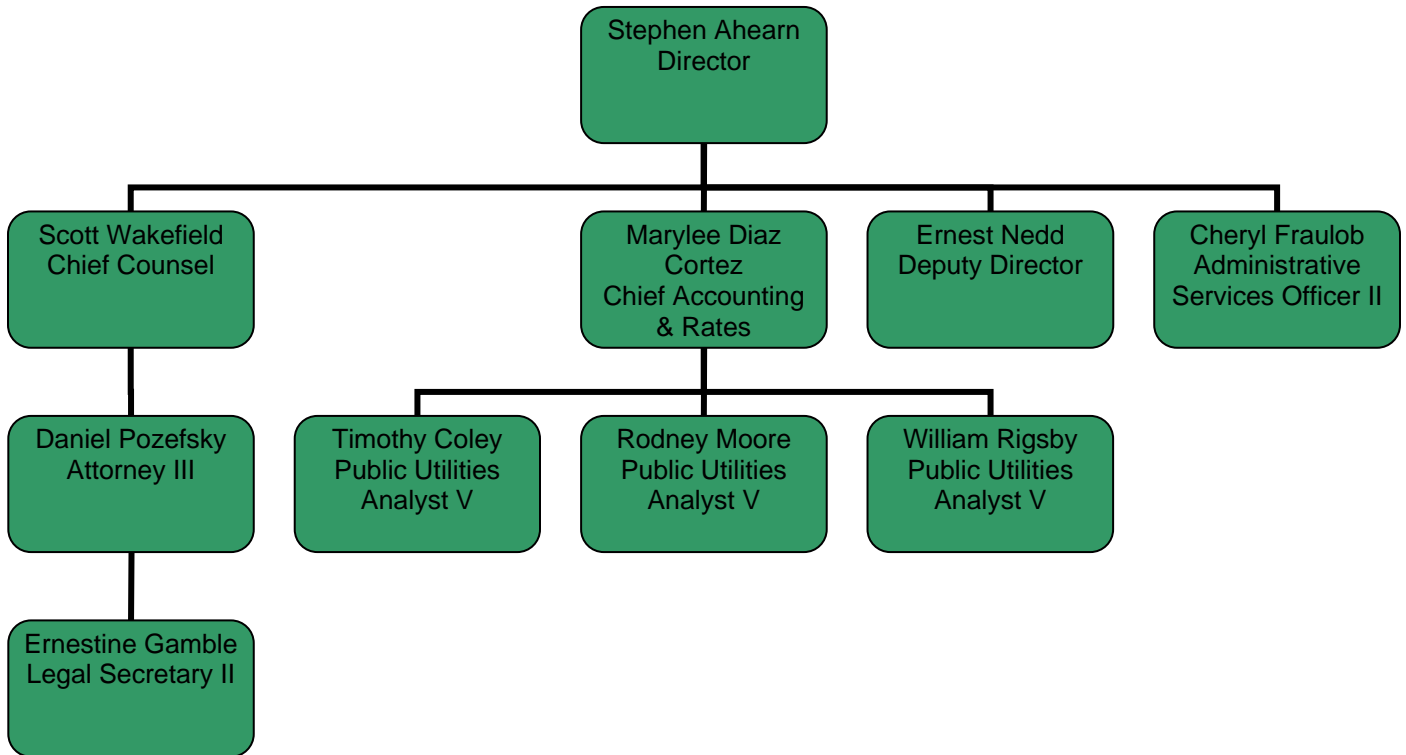 Stephen Ahearn
Director
Scott Wakefield
Chief Counsel
Marylee Diaz
Cortez
Chief Accounting
& Rates
Ernest Nedd
Deputy Director
Cheryl Fraulob
Administrative
Services Officer II
Daniel Pozefsky
Attorney III
Timothy Coley
Public Utilities
Analyst V
Rodney Moore
Public Utilities
Analyst V
William Rigsby
Public Utilities
Analyst V
Ernestine Gamble
Legal Secretary II